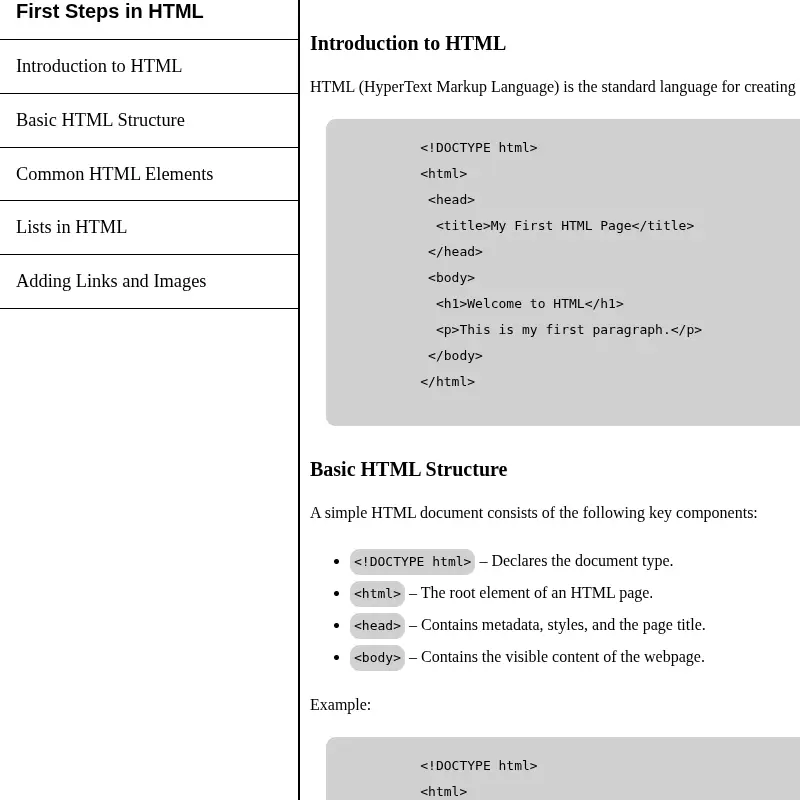 First Steps in HTML
Introduction to HTML
Basic HTML Structure
Common HTML Elements
Lists in HTML
Adding Links and Images
Introduction to HTML
HTML (HyperText Markup Language) is the standard language for creating
<!DOCTYPE html>
<html>
<head>
<title>My First HTML Page</title>
</head>
<body>
<h1>Welcome to HTML</h1>
<p>This is my first paragraph.</p>
</body>
</html>
Basic HTML Structure
A simple HTML document consists of the following key components:
• <!DOCTYPE html> – Declares the document type.
• <html> – The root element of an HTML page.
• <head> – Contains metadata, styles, and the page title.
• <body> – Contains the visible content of the webpage.
Example:
<!DOCTYPE html>
<html>